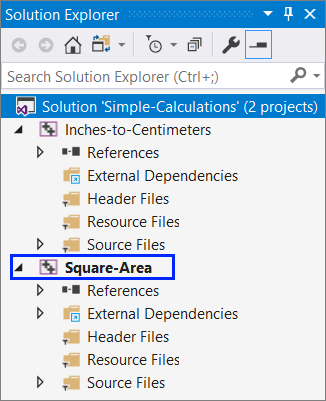 Solution Explorer
Search Solution Explorer (Ctrl+;)
Solution 'Simple-Calculations' (2 projects)
Inches-to-Centimeters
References
External Dependencies
Header Files
Resource Files
Source Files
Square-Area
References
External Dependencies
Header Files
Resource Files
Source Files